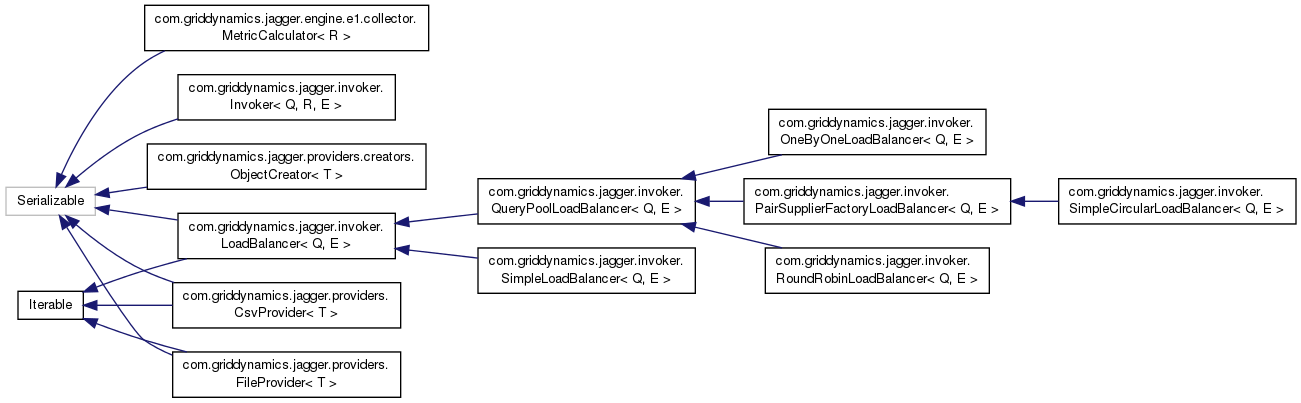 com.griddynamics.jagger.engine.e1.collector.
MetricCalculator< R >
com.griddynamics.jagger.invoker.
Invoker< Q, R, E >
com.griddynamics.jagger.providers.creators.
ObjectCreator< T >
Serializable
com.griddynamics.jagger.invoker.
LoadBalancer< Q, E >
Iterable
com.griddynamics.jagger.providers.
CsvProvider< T >
com.griddynamics.jagger.providers.
FileProvider< T >
com.griddynamics.jagger.invoker.
QueryPoolLoadBalancer< Q, E >
com.griddynamics.jagger.invoker.
SimpleLoadBalancer< Q, E >
com.griddynamics.jagger.invoker.
OneByOneLoadBalancer< Q, E >
com.griddynamics.jagger.invoker.
PairSupplierFactoryLoadBalancer< Q, E >
com.griddynamics.jagger.invoker.
RoundRobinLoadBalancer< Q, E >
com.griddynamics.jagger.invoker.
SimpleCircularLoadBalancer< Q, E >